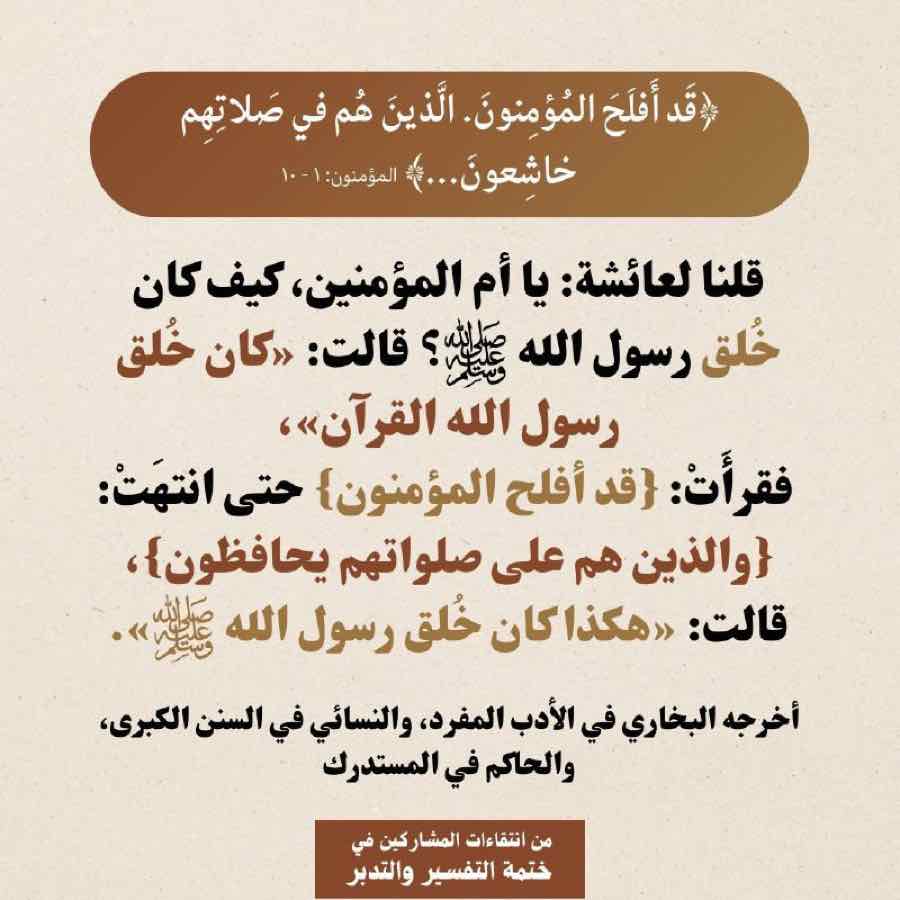 ﴿قَد أَفلَحَ المُؤمِنونَ. الَّذينَ هُم في صَلاتِهِم
خاشِعونَ...﴾ المؤمنون: ١ - ١٠
قلنا لعائشة: يا أم المؤمنين، كيف كان
خُلق رسول الله ﷺ؟ قالت: «كان خُلق
رسول الله القرآن»،
فقرأَتْ: {قد أفلح المؤمنون} حتى انتهَتْ:
{والذين هم على صلواتهم يحافظون}،
قالت: «هكذا كان خُلق رسول الله ﷺ».
أخرجه البخاري في الأدب المفرد، والنسائي في السنن الكبرى،
والحاكم في المستدرك
من انتقاءات المشاركين في
ختمة التفسير والتدبر